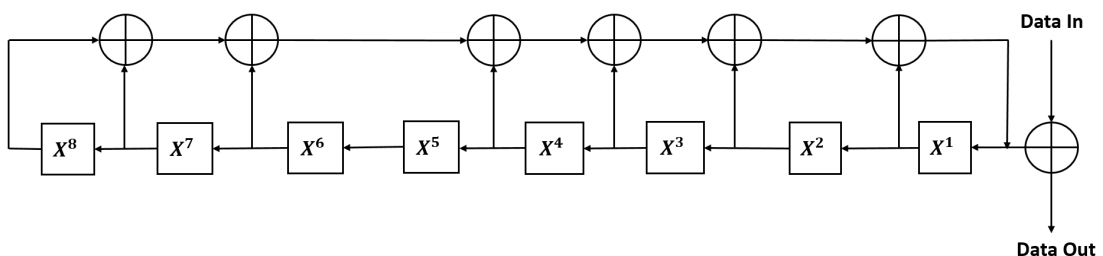 Data In
X⁸ X⁷ X⁶ X⁵ X⁴ X³ X² X¹
Data Out